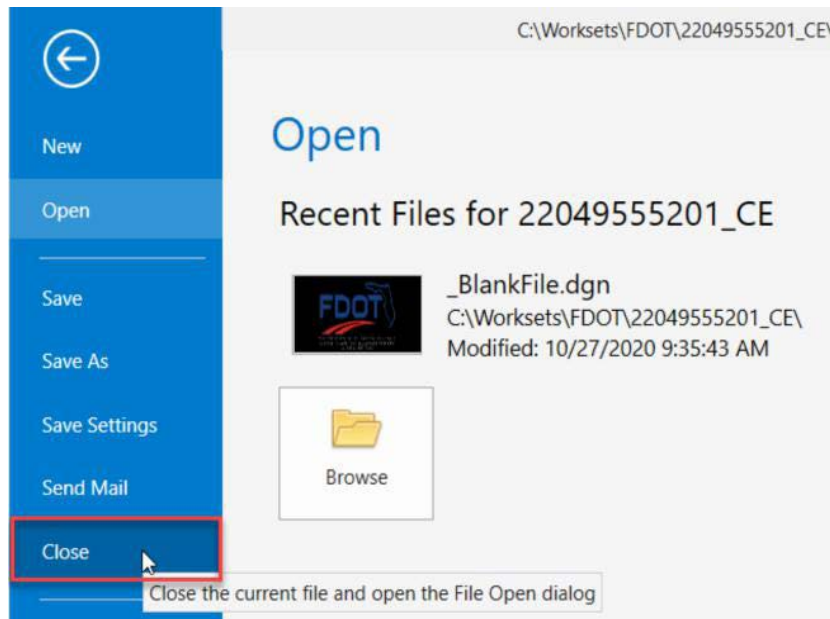 C:\Worksets\FDOT\22049555201_CE\
New
Open
Save
Save As
Save Settings
Send Mail
Close
Open
Recent Files for 22049555201_CE
FDOT
_BlankFile.dgn
C:\Worksets\FDOT\22049555201_CE\
Modified: 10/27/2020 9:35:43 AM
Browse
Close the current file and open the File Open dialog